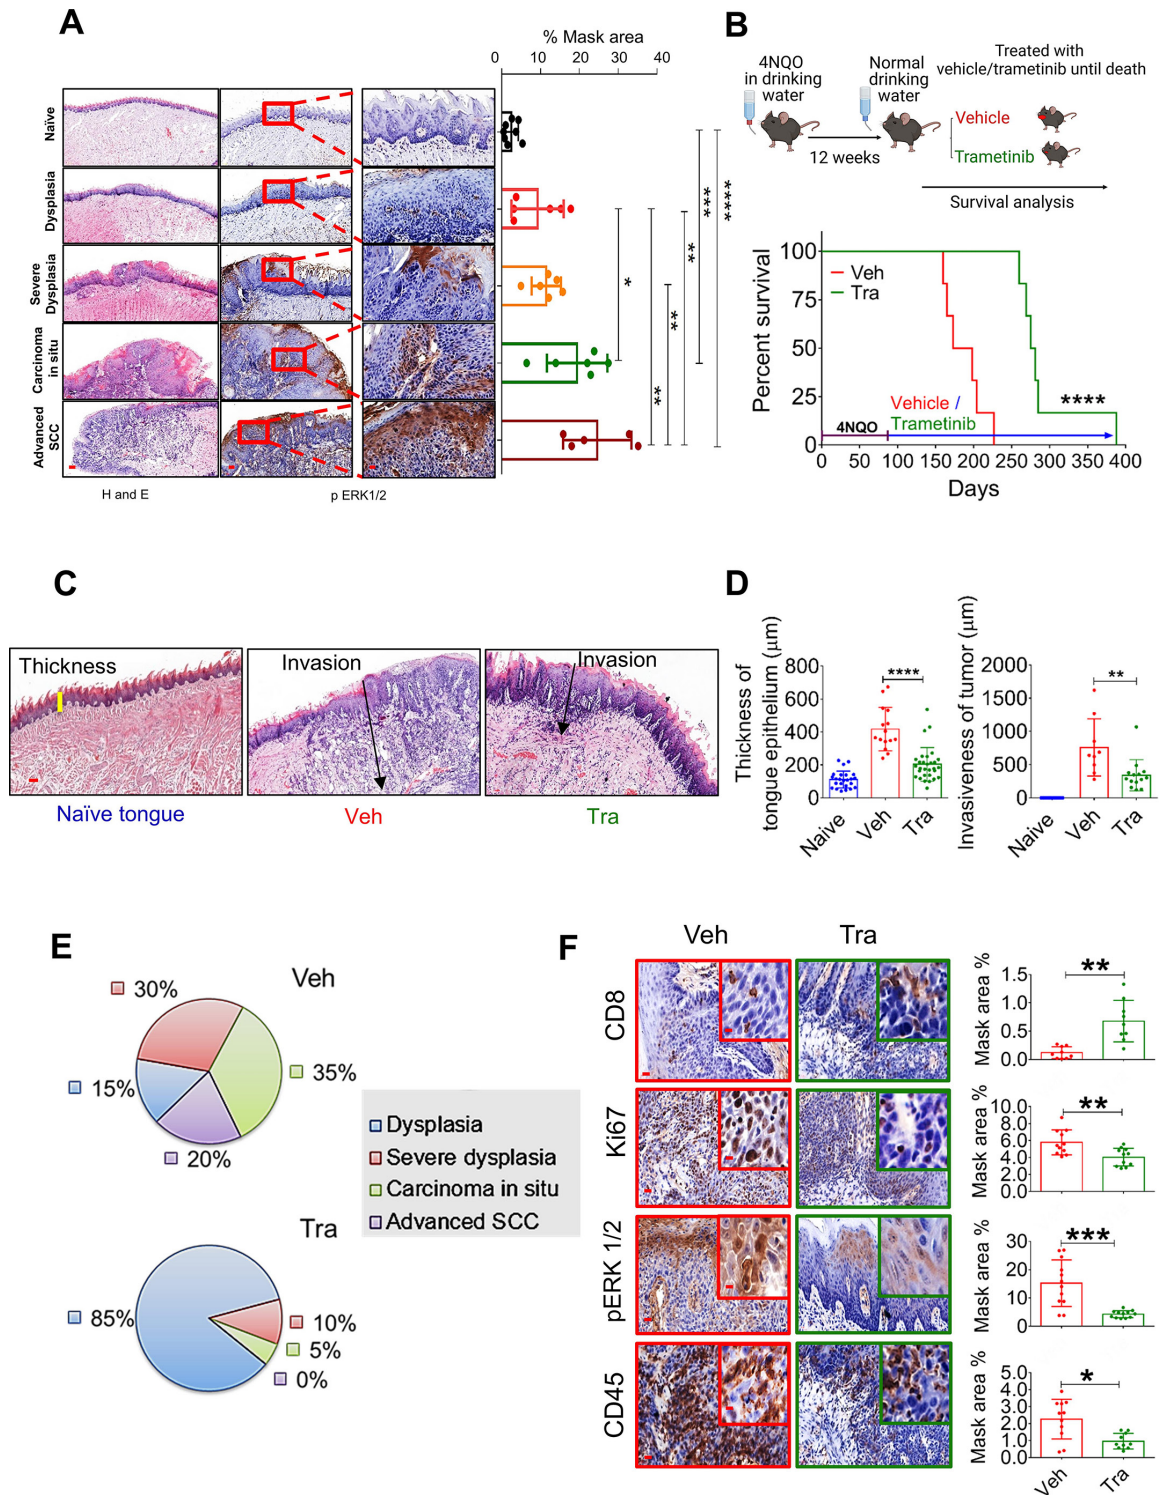 A
% Mask area
0 10 20 30 40
Naïve
Dysplasia
Severe
Dysplasia
Carcinoma
in situ
Advanced
SCC
H and E
p ERK1/2
*
**
**
**
**
***
****
B
4NQO
in drinking
water
Normal
drinking
water
Treated with
vehicle/trametinib until death
12 weeks
Vehicle
Trametinib
Survival analysis
Percent survival
100
75
50
25
0
Veh
Tra
4NQO
Vehicle /
Trametinib
****
0 50 100 150 200 250 300 350 400
Days
C
Thickness
Invasion
Invasion
Naïve tongue
Veh
Tra
D
Thickness of
tongue epithelium (μm)
800
600
400
200
0
****
Naive
Veh
Tra
Invasiveness of tumor (μm)
2000
1500
1000
500
0
**
Naive
Veh
Tra
E
Veh
30%
35%
15%
20%
Dysplasia
Severe dysplasia
Carcinoma in situ
Advanced SCC
Tra
85%
10%
5%
0%
F
Veh
Tra
CD8
Mask area %
1.5
1.0
0.5
0.0
**
Ki67
Mask area %
10.0
8.0
6.0
4.0
2.0
0.0
**
pERK 1/2
Mask area %
30
20
10
0
***
CD45
Mask area %
5.0
4.0
3.0
2.0
1.0
0.0
*
Veh
Tra